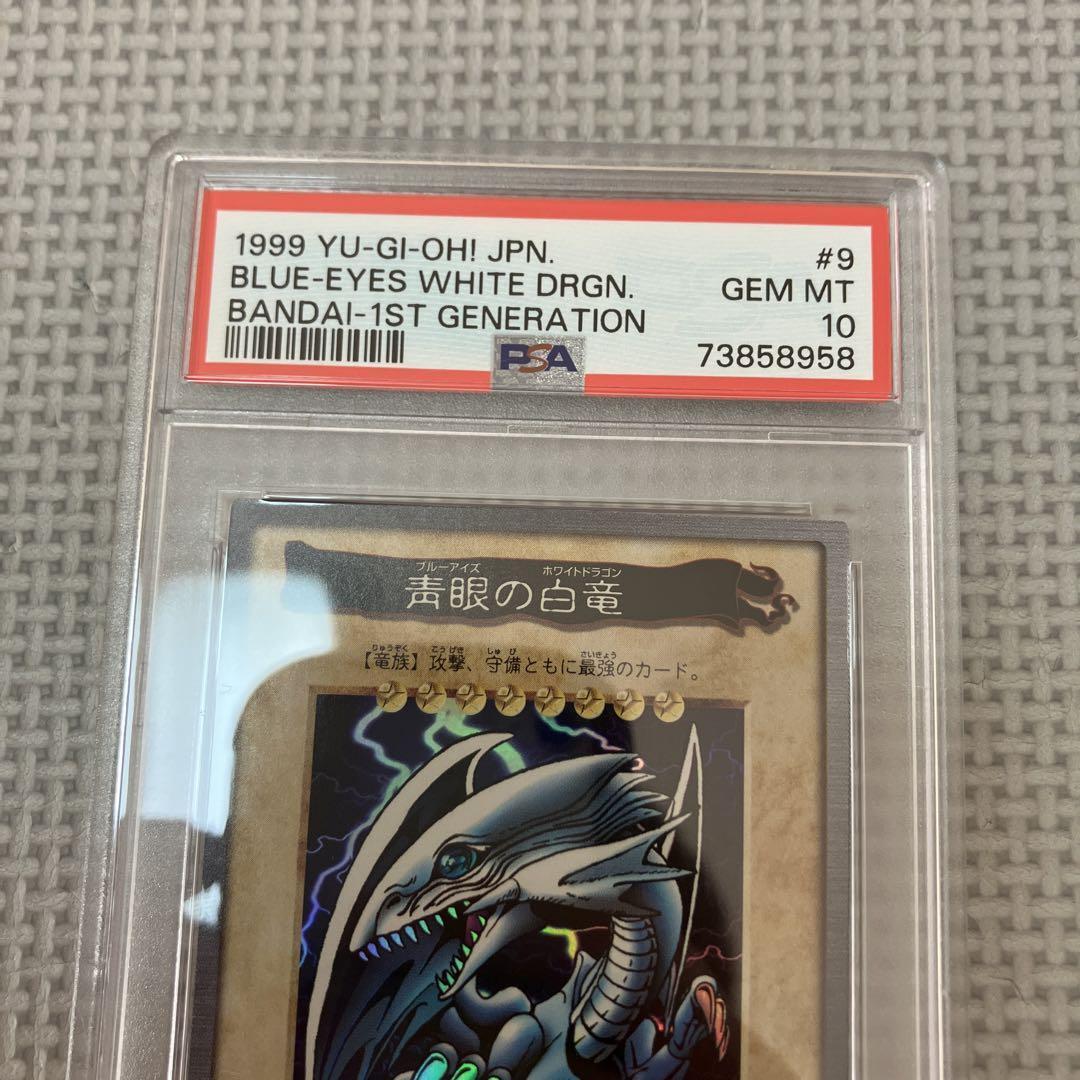 1999 YU-GI-OH! JPN. #9
BLUE-EYES WHITE DRGN. GEM MT
BANDAI-1ST GENERATION 10
PSA 73858958
ブルーアイズ ホワイトドラゴン
青眼の白竜
りゅうぞく こうげき しゅび さいきょう
【竜族】攻撃、守備ともに最強のカード。